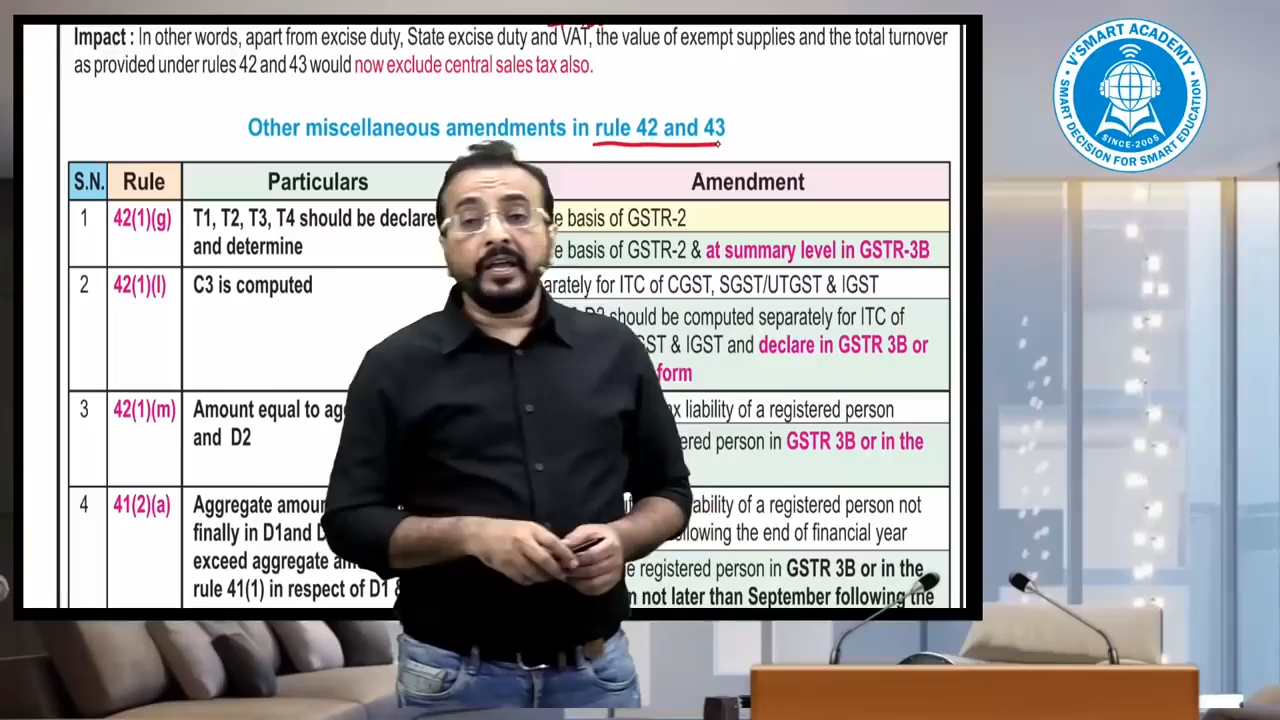 Impact : In other words, apart from excise duty, State excise duty and VAT, the value of exempt supplies and the total turnover
as provided under rules 42 and 43 would now exclude central sales tax also.
Other miscellaneous amendments in rule 42 and 43
S.N. Rule Particulars Amendment
1 42(1)(g) T1, T2, T3, T4 should be declare
and determine
basis of GSTR-2
basis of GSTR-2 & at summary level in GSTR-3B
2 42(1)(l) C3 is computed
for ITC of CGST, SGST/UTGST & IGST
should be computed separately for ITC of
& IGST and declare in GSTR 3B or
form
3 42(1)(m) Amount equal to
and D2
liability of a registered person
person in GSTR 3B or in the
4 41(2)(a) Aggregate
finally in D1and
exceed aggregate
rule 41(1) in respect of D1
of a registered person not
following the end of financial year
registered person in GSTR 3B or in the
not later than September following the
V'SMART ACADEMY
SINCE-2005
SMART DECISION FOR SMART EDUCATION